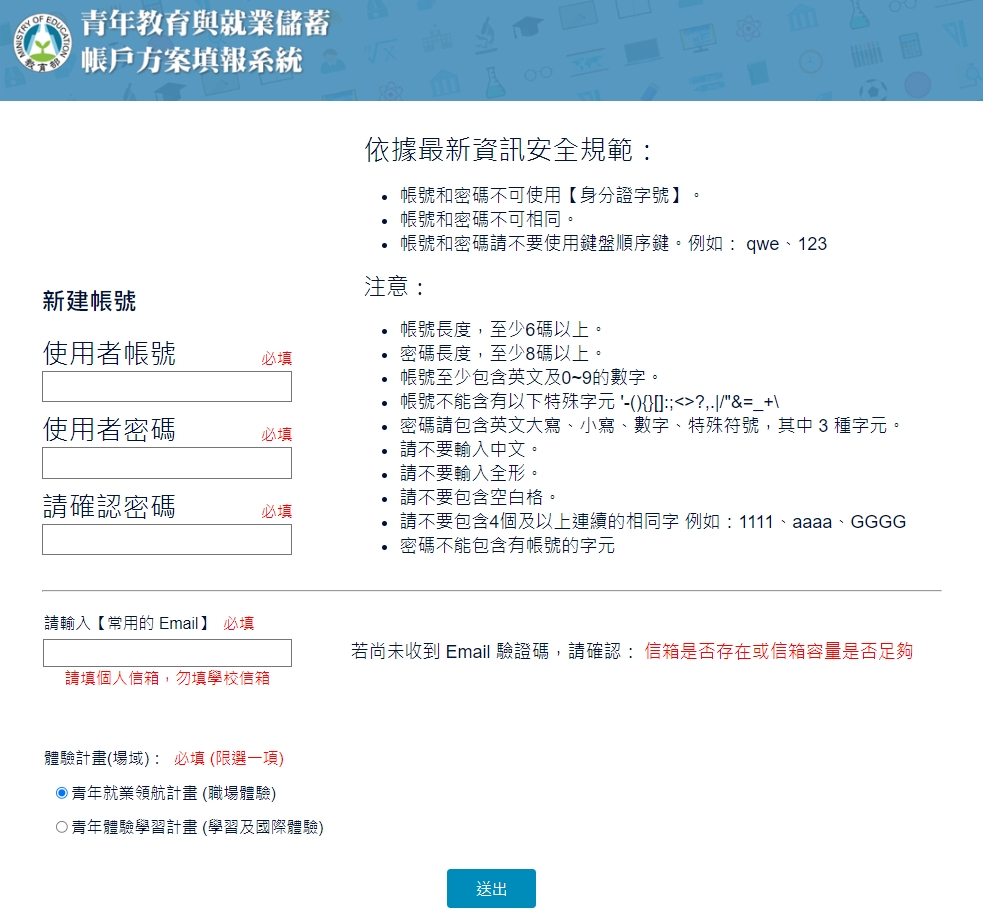 青年教育與就業儲蓄
帳戶方案填報系統
MINISTRY OF EDUCATION
教育部
依據最新資訊安全規範：
帳號和密碼不可使用【身分證字號】。
帳號和密碼不可相同。
帳號和密碼請不要使用鍵盤順序鍵。例如： qwe、123
注意：
帳號長度，至少6碼以上。
密碼長度，至少8碼以上。
帳號至少包含英文及0~9的數字。
帳號不能含有以下特殊字元 '-(){}[]:;<>?,.|/"&=_+\
密碼請包含英文大寫、小寫、數字、特殊符號，其中 3 種字元。
請不要輸入中文。
請不要輸入全形。
請不要包含空白格。
請不要包含4個及以上連續的相同字 例如：1111、aaaa、GGGG
密碼不能包含有帳號的字元
新建帳號
使用者帳號 必填
使用者密碼 必填
請確認密碼 必填
請輸入【常用的 Email】 必填
請填個人信箱，勿填學校信箱
若尚未收到 Email 驗證碼，請確認： 信箱是否存在或信箱容量是否足夠
體驗計畫(場域)： 必填 (限選一項)
青年就業領航計畫 (職場體驗)
青年體驗學習計畫 (學習及國際體驗)
送出